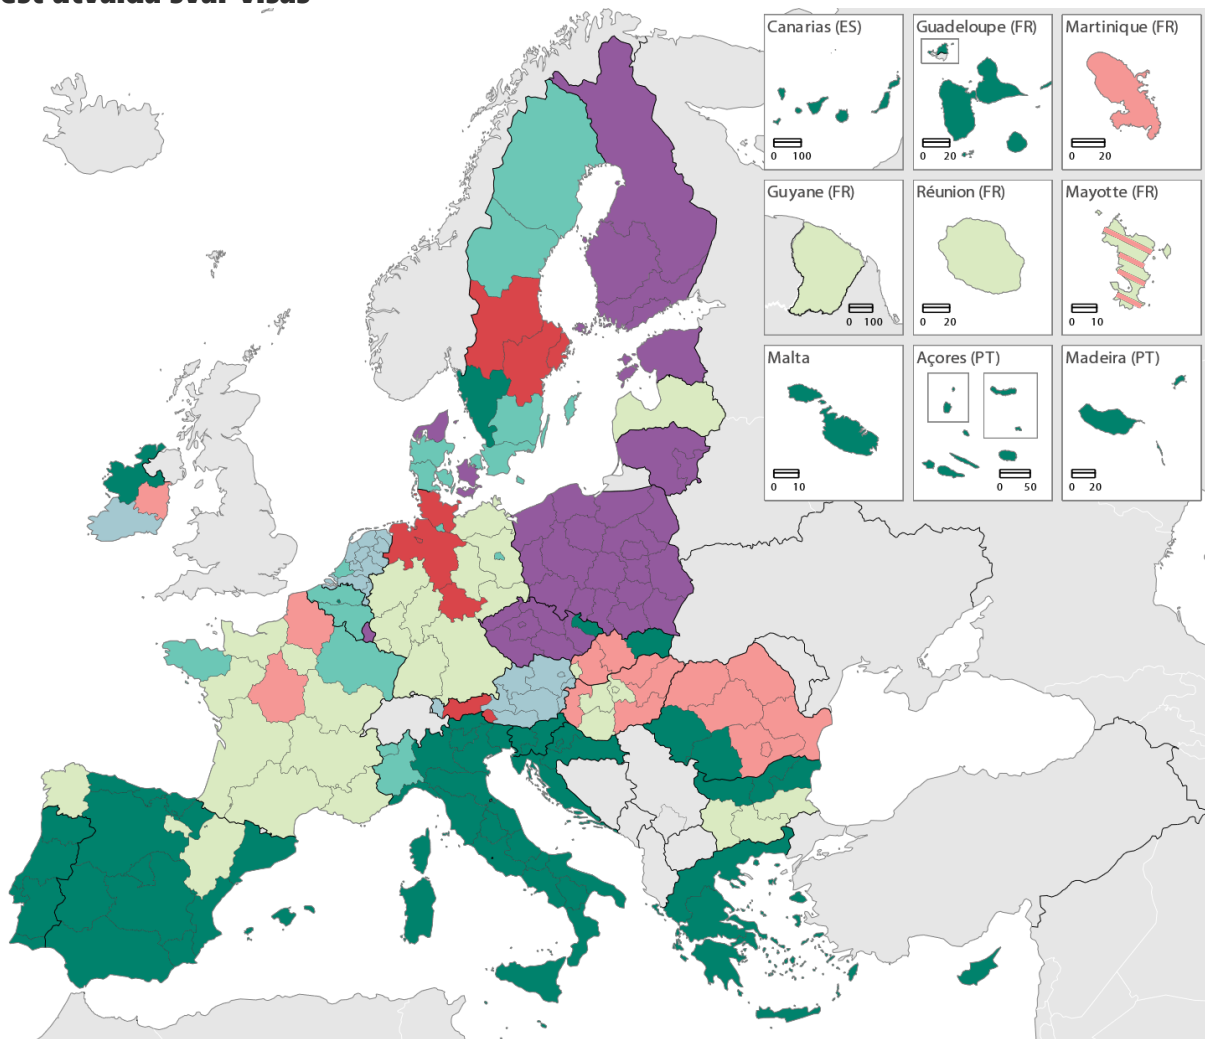 Canarias (ES)
0 100
Guadeloupe (FR)
0 20
Martinique (FR)
0 20
Guyane (FR)
0 100
Réunion (FR)
0 20
Mayotte (FR)
0 10
Malta
0 10
Açores (PT)
0 50
Madeira (PT)
0 20